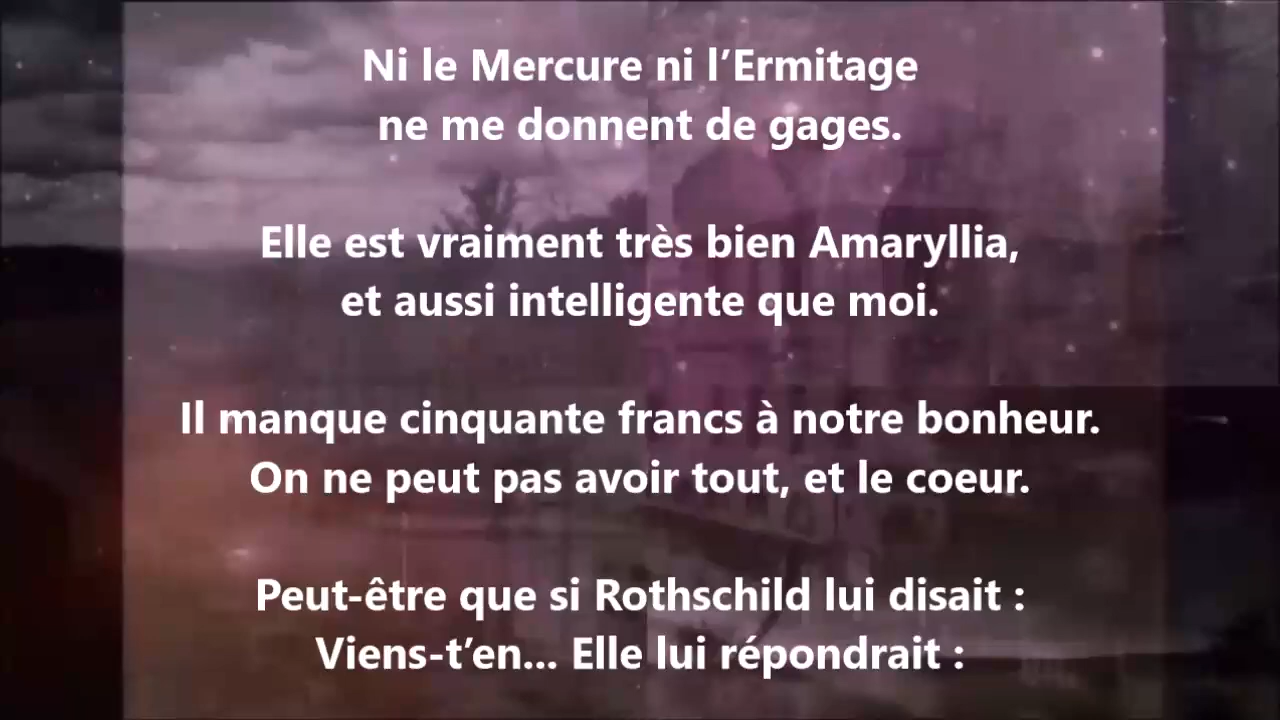 Ni le Mercure ni l’Ermitage
ne me donnent de gages.
Elle est vraiment très bien Amaryllia,
et aussi intelligente que moi.
Il manque cinquante francs à notre bonheur.
On ne peut pas avoir tout, et le coeur.
Peut-être que si Rothschild lui disait :
Viens-t’en... Elle lui répondrait :